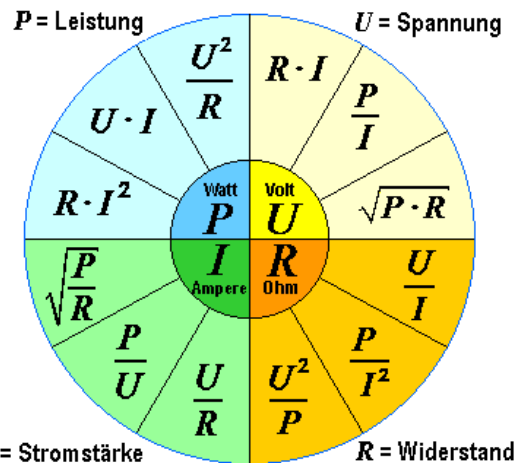 P = Leistung
U = Spannung
U²/R
R · I
U · I
P/I
R · I²
√(P · R)
Watt
Volt
P
U
I
R
Ampere
Ohm
√(P/R)
U/I
P/U
P/I²
U/R
U²/P
= Stromstärke
R = Widerstand